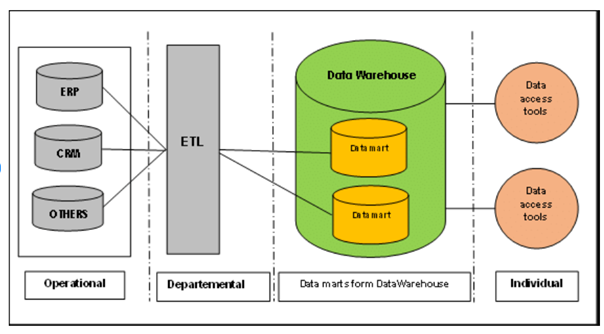 ERP
CRM
OTHERS
ETL
Data Warehouse
Datamart
Datamart
Data
access
tools
Data
access
tools
Operational
Departemental
Data marts form DataWarehouse
Individual